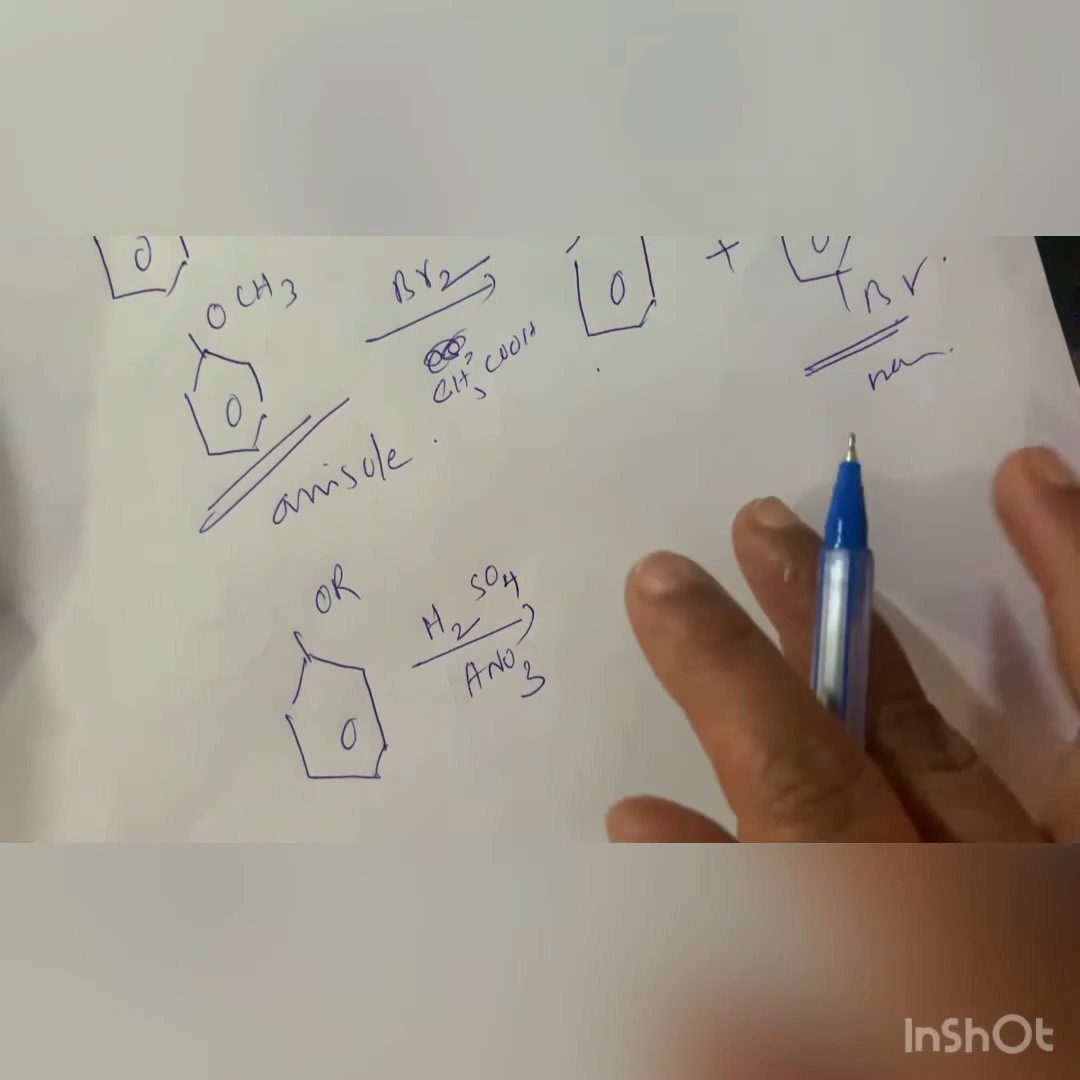 OCH3
Br2
CH3COOH
+
Br
anisole
OR
H2SO4
HNO3
InShOt